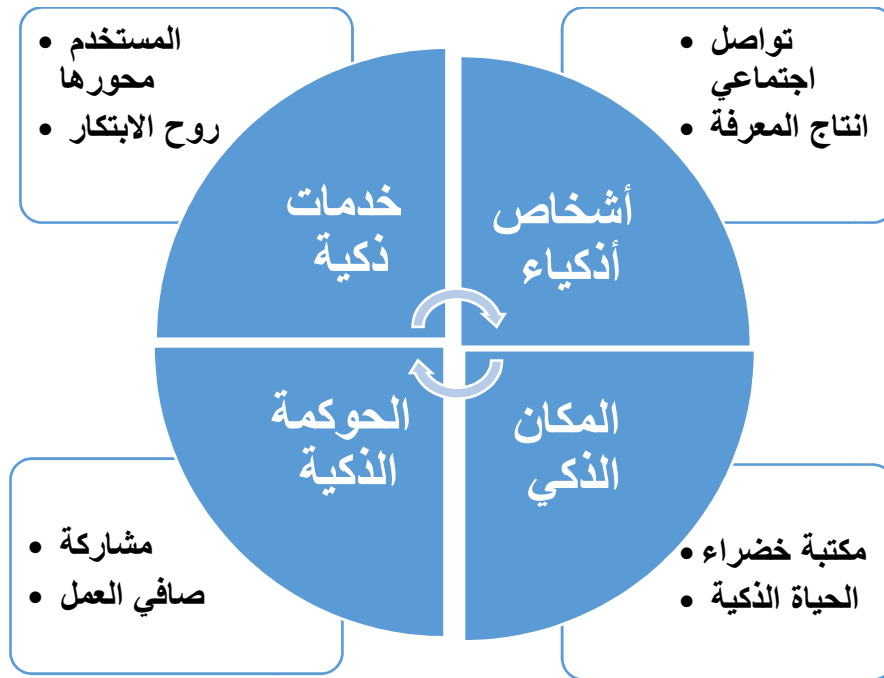 تواصل
اجتماعي
انتاج المعرفة
المستخدم
محورها
روح الابتكار
أشخاص
أذكياء
خدمات
ذكية
المكان
الذكي
الحوكمة
الذكية
مكتبة خضراء
الحياة الذكية
مشاركة
صافي العمل